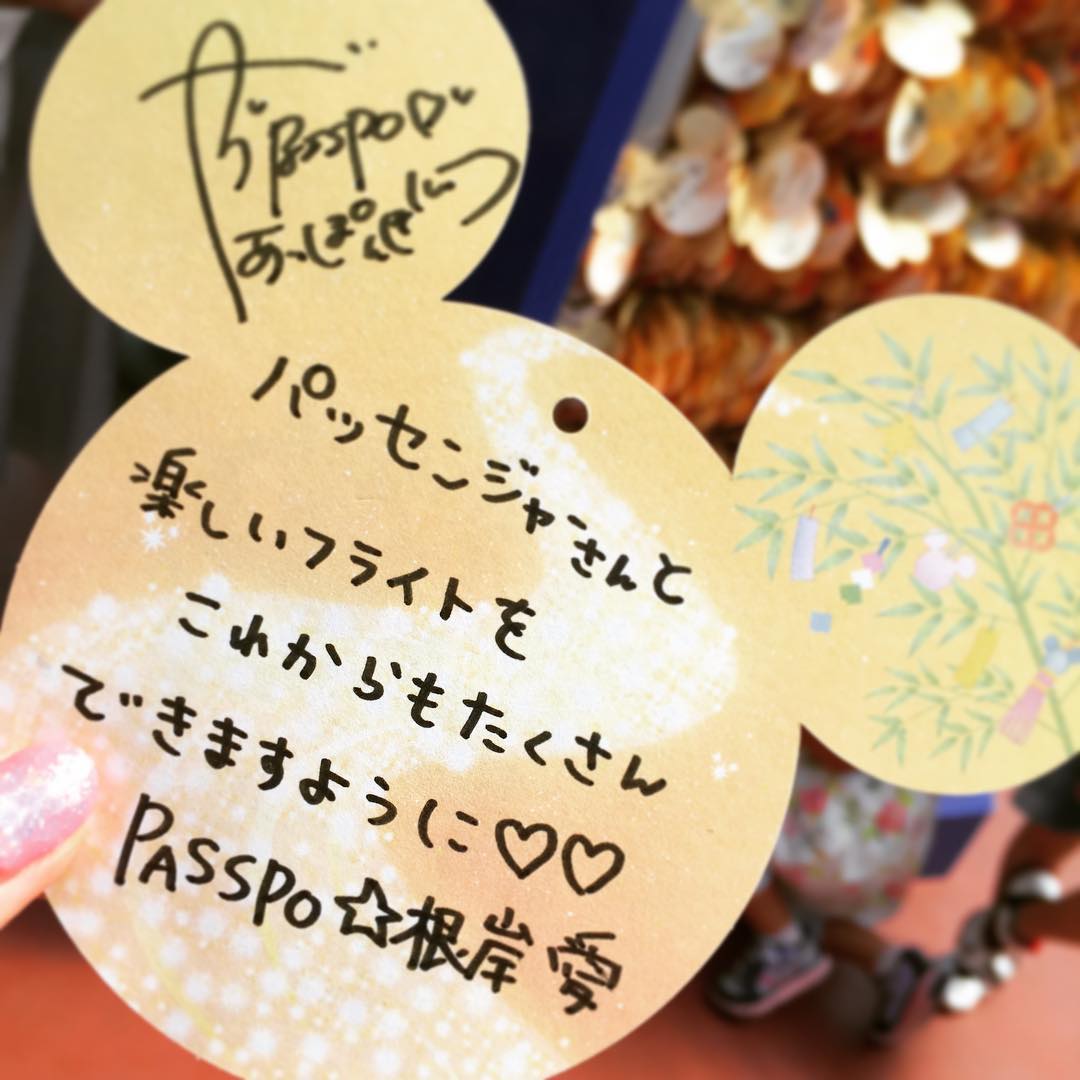 PASSPO
パッセンジャーさんと
楽しいフライトを
これからもたくさん
できますように♡♡
PASSPO☆根岸愛